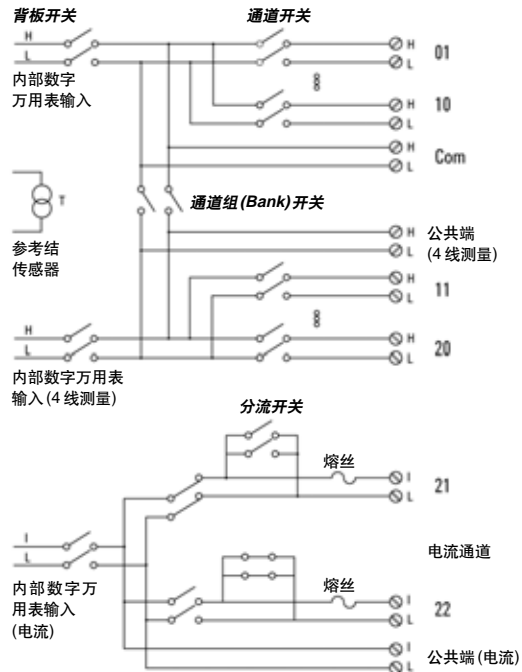 背板开关
通道开关
H
L
内部数字
万用表输入
H
L
01
H
L
10
H
L
Com
T
参考结
传感器
通道组(Bank)开关
H
L
公共端
(4 线测量)
H
L
11
H
L
H
L
20
内部数字万用表
输入(4 线测量)
分流开关
熔丝
I
L
21
I
L
内部数字万
用表输入
(电流)
电流通道
熔丝
I
L
22
I
L
公共端(电流)